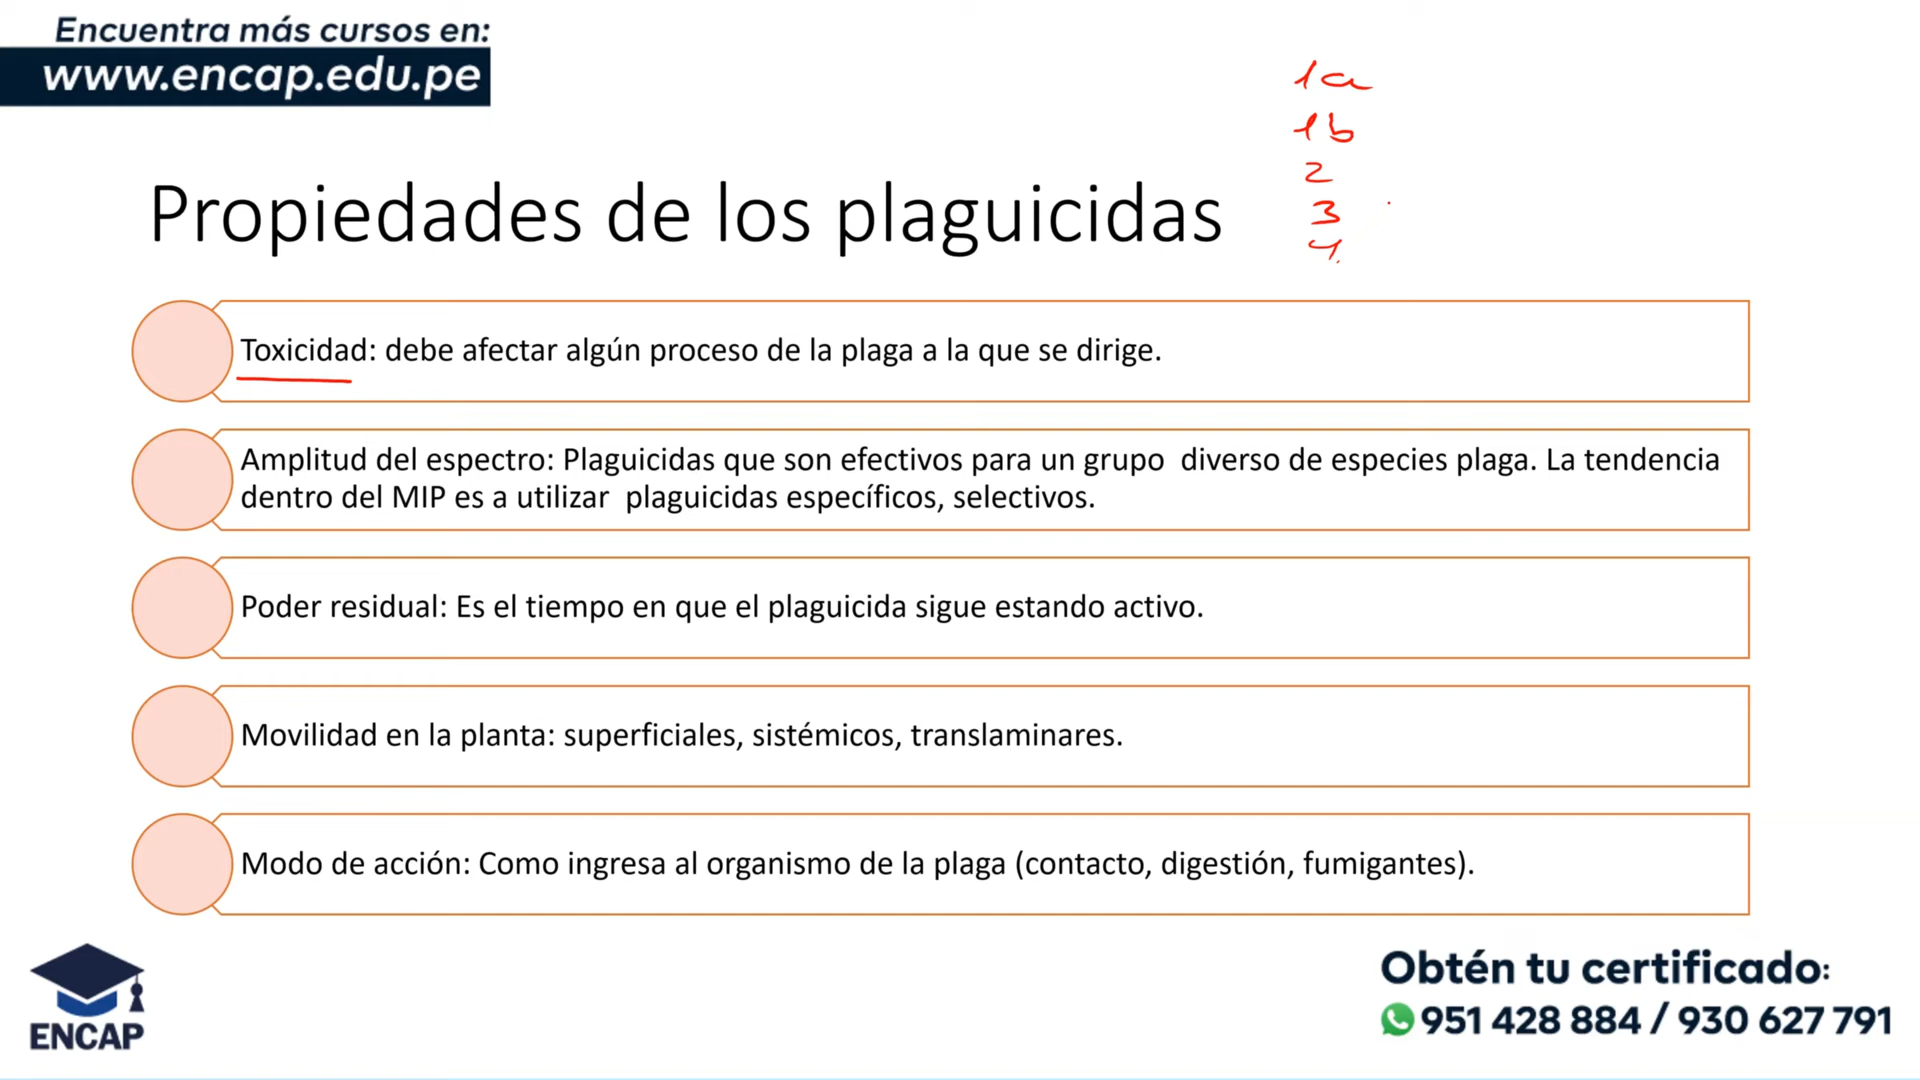 Encuentra más cursos en:
www.encap.edu.pe
1a
1b
2
3
4
Propiedades de los plaguicidas
Toxicidad: debe afectar algún proceso de la plaga a la que se dirige.
Amplitud del espectro: Plaguicidas que son efectivos para un grupo diverso de especies plaga. La tendencia
dentro del MIP es a utilizar plaguicidas específicos, selectivos.
Poder residual: Es el tiempo en que el plaguicida sigue estando activo.
Movilidad en la planta: superficiales, sistémicos, translaminares.
Modo de acción: Como ingresa al organismo de la plaga (contacto, digestión, fumigantes).
ENCAP
Obtén tu certificado:
951 428 884 / 930 627 791